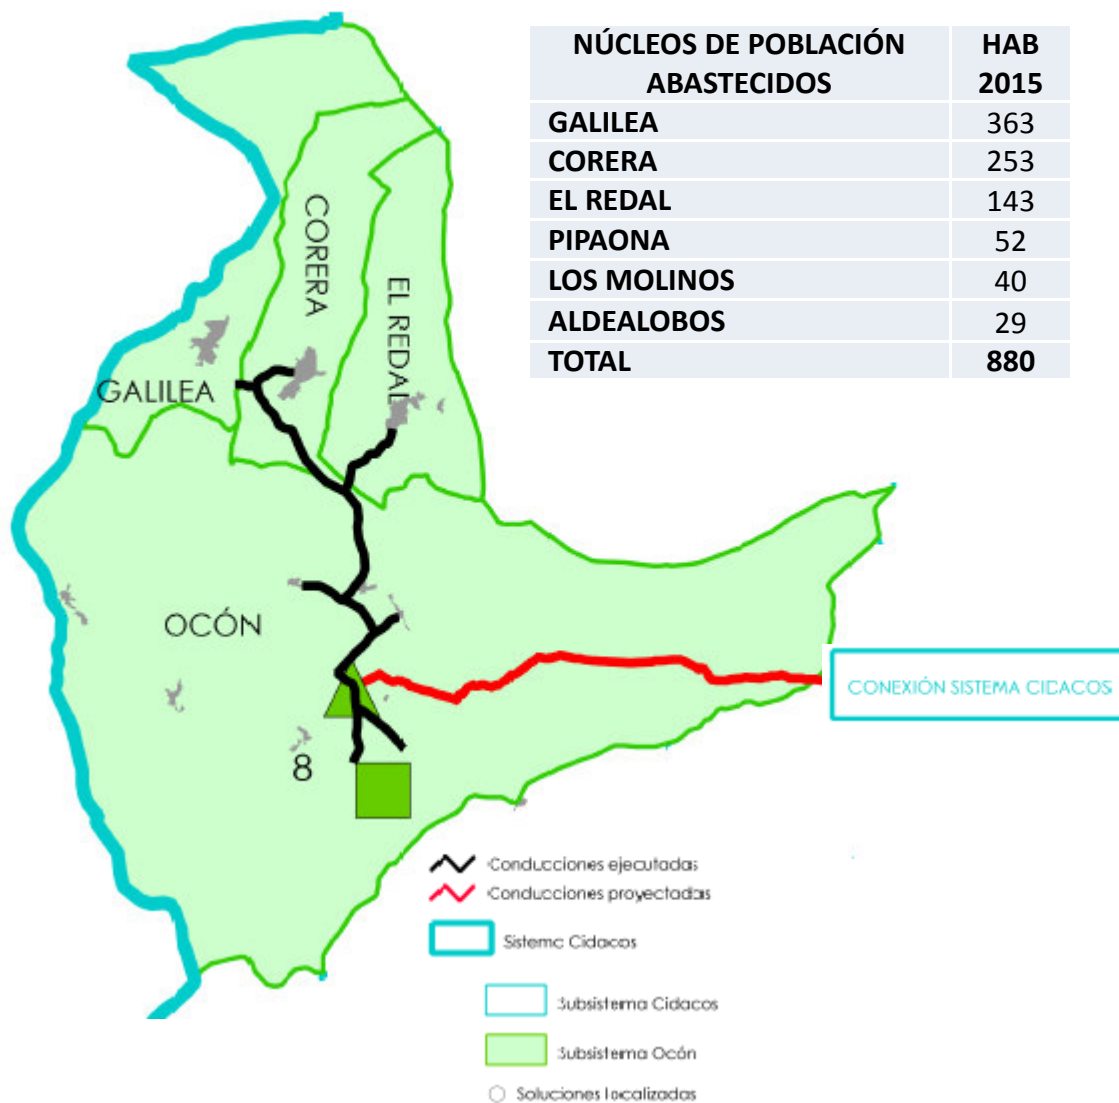 NÚCLEOS DE POBLACIÓN ABASTECIDOS HAB 2015
GALILEA 363
CORERA 253
EL REDAL 143
PIPAONA 52
LOS MOLINOS 40
ALDEALOBOS 29
TOTAL 880
CORERA
EL REDAL
GALILEA
OCÓN
CONEXIÓN SISTEMA CIDACOS
8
Conducciones ejecutadas
Conducciones proyectadas
Sistema Cidacos
Subsistema Cidacos
Subsistema Ocón
Soluciones localizadas